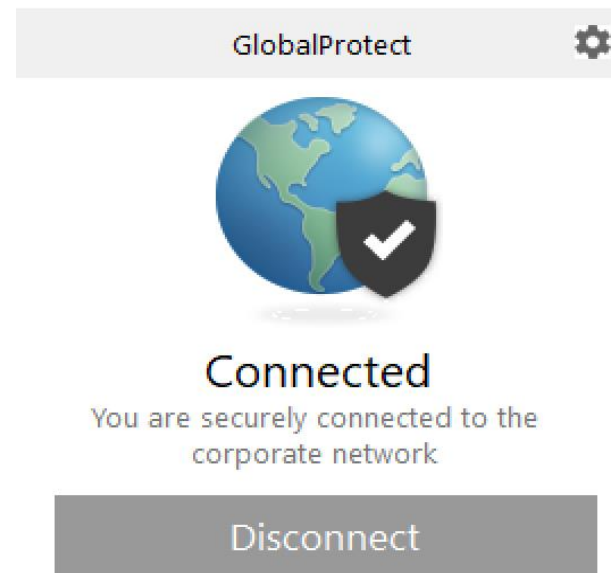 GlobalProtect
Connected
You are securely connected to the
corporate network
Disconnect